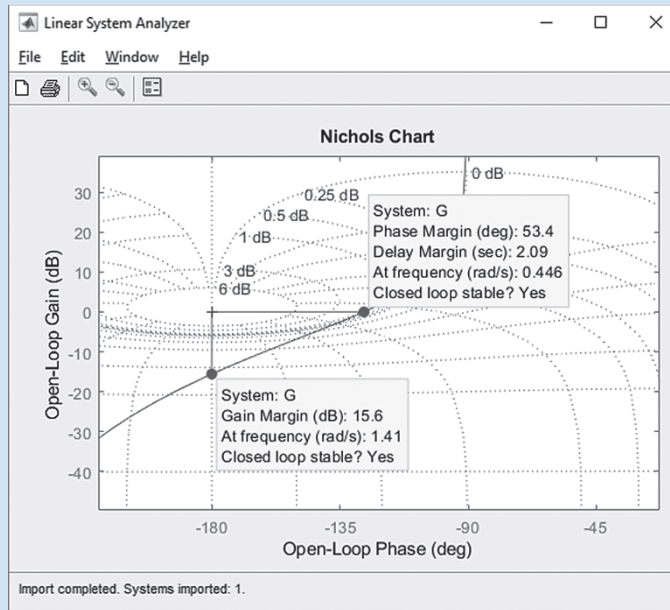 Linear System Analyzer
File Edit Window Help
Nichols Chart
0 dB
0.25 dB
0.5 dB
1 dB
3 dB
6 dB
System: G
Phase Margin (deg): 53.4
Delay Margin (sec): 2.09
At frequency (rad/s): 0.446
Closed loop stable? Yes
System: G
Gain Margin (dB): 15.6
At frequency (rad/s): 1.41
Closed loop stable? Yes
Open-Loop Gain (dB)
30
20
10
0
-10
-20
-30
-40
-180 -135 -90 -45
Open-Loop Phase (deg)
Import completed. Systems imported: 1.